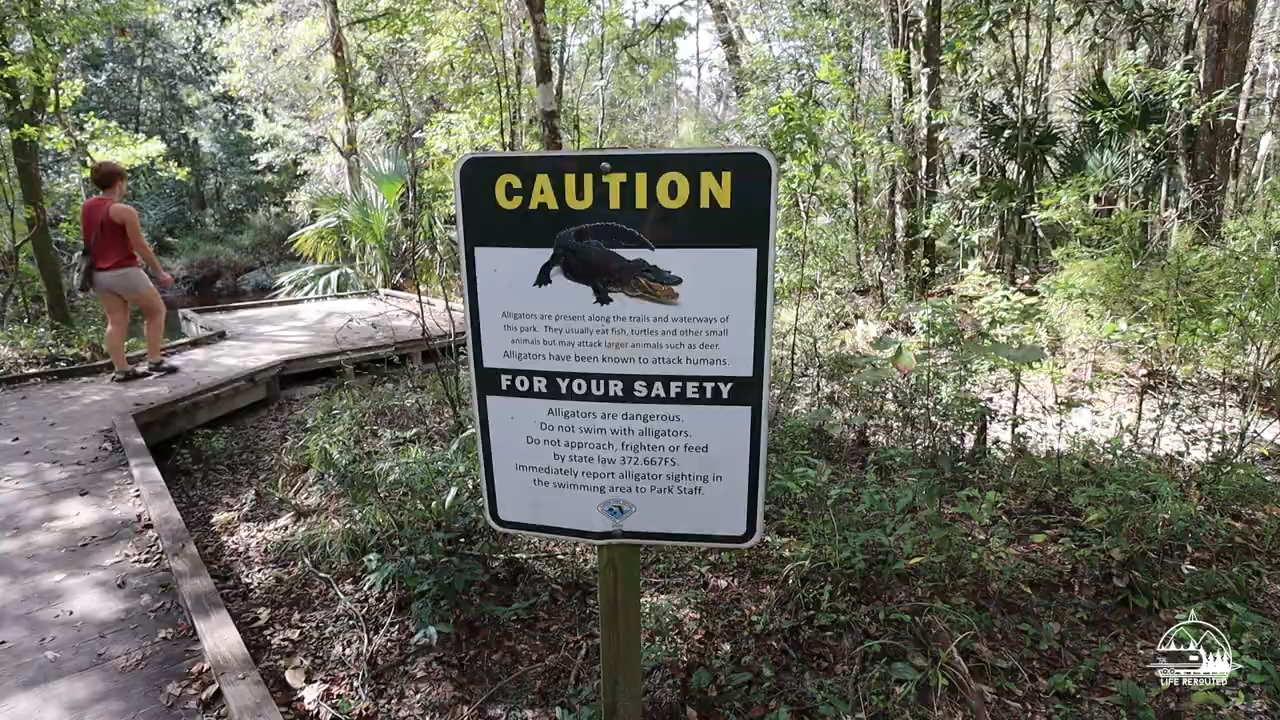 CAUTION
Alligators are present along the trails and waterways of
this park. They usually eat fish, turtles and other small
animals but may attack larger animals such as deer.
Alligators have been known to attack humans.
FOR YOUR SAFETY
Alligators are dangerous.
Do not swim with alligators.
Do not approach, frighten or feed
by state law 372.667FS.
Immediately report alligator sighting in
the swimming area to Park Staff.
LIFE REROUTED